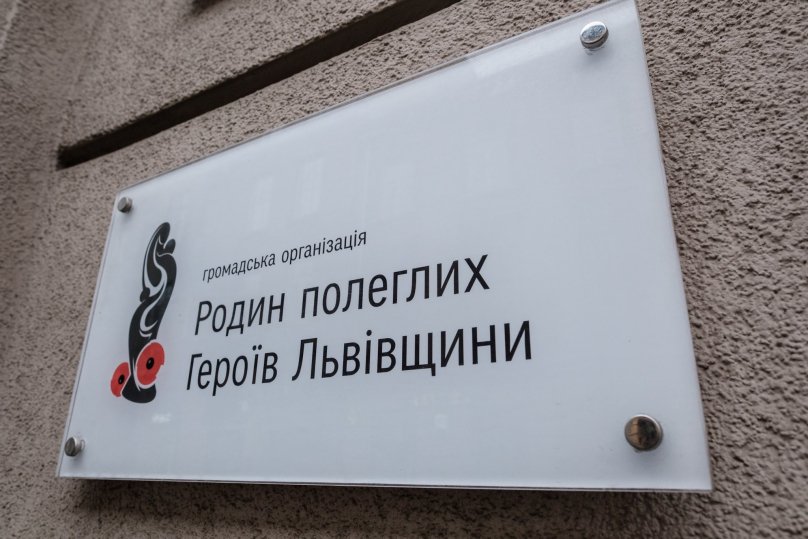 громадська організація
Родин полеглих
Героїв Львівщини